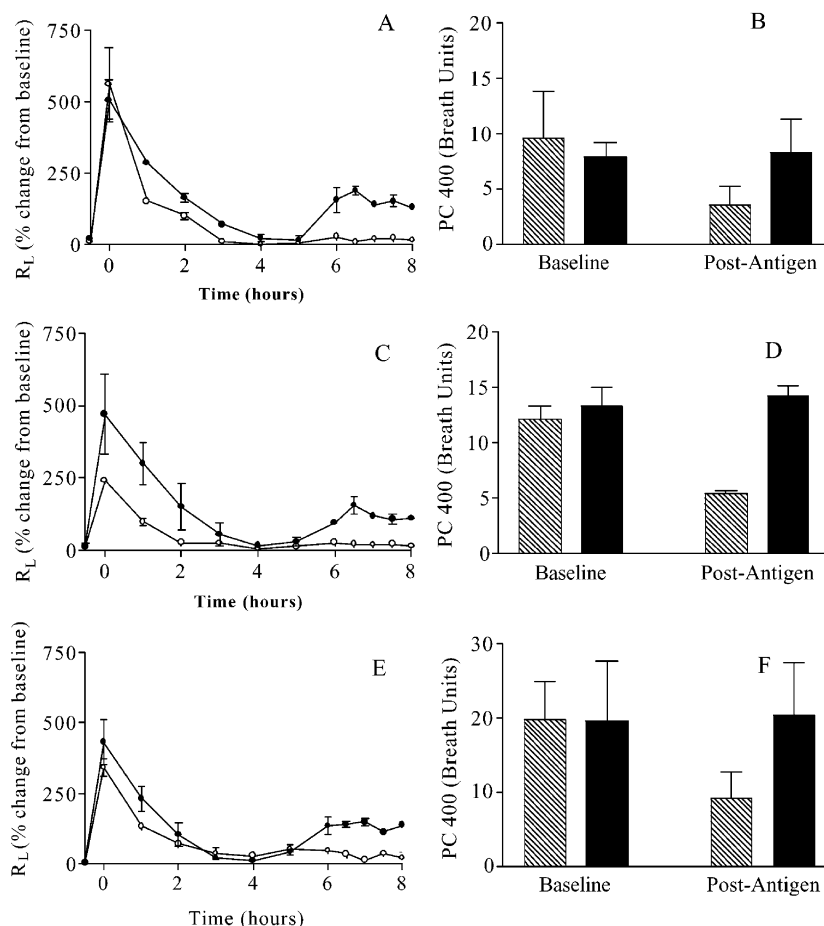 A
R_L (% change from baseline)
750
500
250
0
0 2 4 6 8
Time (hours)
B
PC 400 (Breath Units)
20
15
10
5
0
Baseline Post-Antigen
C
R_L (% change from baseline)
750
500
250
0
0 2 4 6 8
Time (hours)
D
PC 400 (Breath Units)
20
15
10
5
0
Baseline Post-Antigen
E
R_L (% change from baseline)
750
500
250
0
0 2 4 6 8
Time (hours)
F
PC 400 (Breath Units)
30
20
10
0
Baseline Post-Antigen